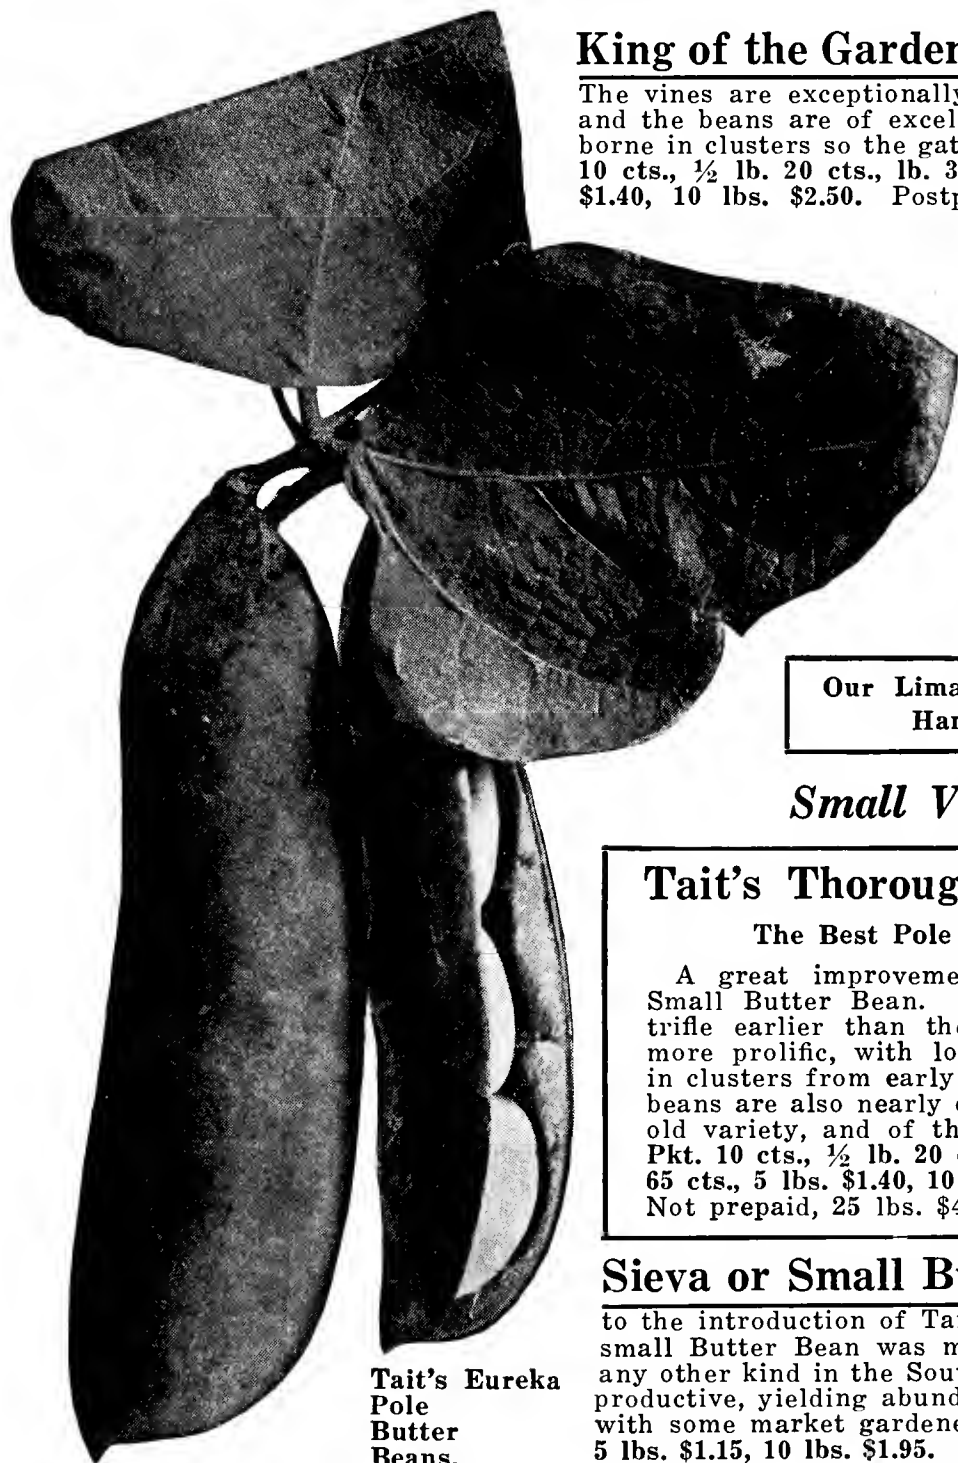 King of the Garden
The vines are exceptionally
and the beans are of excel
borne in clusters so the gat
10 cts., ½ lb. 20 cts., lb. 3
$1.40, 10 lbs. $2.50. Postp
Our Lima
Har
Small V
Tait's Thoroug
The Best Pole
A great improveme
Small Butter Bean.
trifle earlier than the
more prolific, with lo
in clusters from early
beans are also nearly
old variety, and of th
Pkt. 10 cts., ½ lb. 20
65 cts., 5 lbs. $1.40, 10
Not prepaid, 25 lbs. $4
Sieva or Small B
to the introduction of Tai
small Butter Bean was m
any other kind in the Sou
productive, yielding abund
with some market gardene
5 lbs. $1.15, 10 lbs. $1.95.
Tait's Eureka
Pole
Butter
Beans.